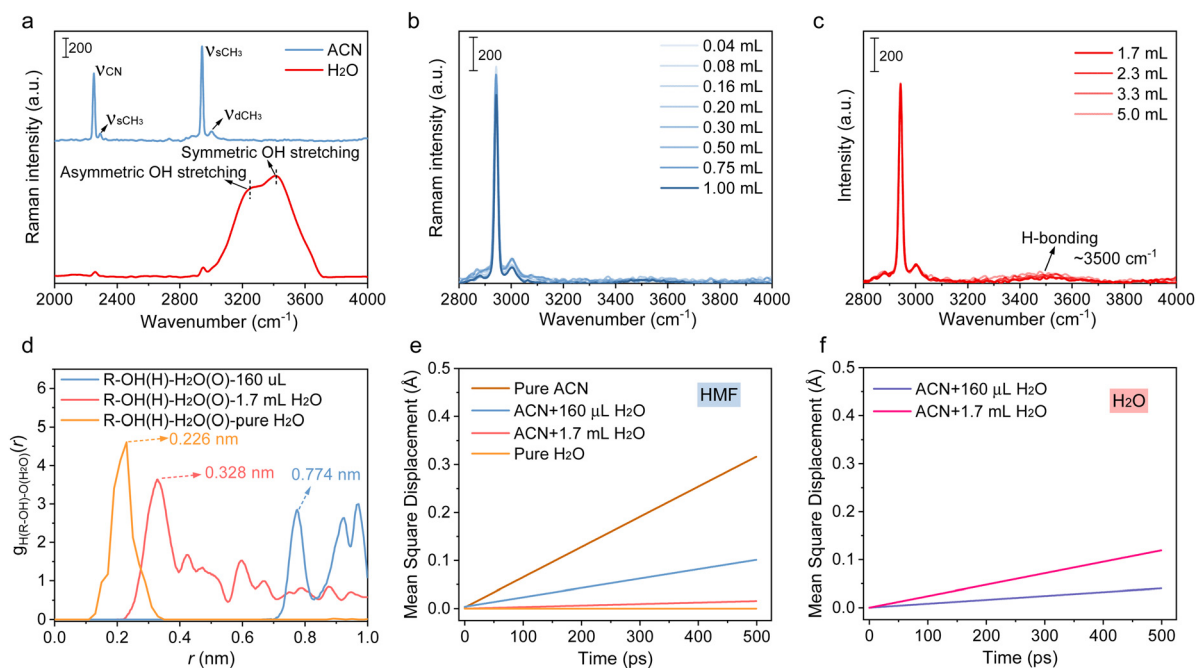 a
200
νsCH₃
ACN
H₂O
νCN
νsCH₃
νdCH₃
Symmetric OH stretching
Asymmetric OH stretching
Raman intensity (a.u.)
2000 2400 2800 3200 3600 4000
Wavenumber (cm⁻¹)
b
200
0.04 mL
0.08 mL
0.16 mL
0.20 mL
0.30 mL
0.50 mL
0.75 mL
1.00 mL
Ramam intensity (a.u.)
2800 3000 3200 3400 3600 3800 4000
Wavenumber (cm⁻¹)
c
200
1.7 mL
2.3 mL
3.3 mL
5.0 mL
H-bonding
~3500 cm⁻¹
Intensity (a.u.)
2800 3000 3200 3400 3600 3800 4000
Wavenumber (cm⁻¹)
d
R-OH(H)-H₂O(O)-160 uL
R-OH(H)-H₂O(O)-1.7 mL H₂O
R-OH(H)-H₂O(O)-pure H₂O
0.226 nm
0.328 nm
0.774 nm
gH(R-OH)-O(H₂O)(r)
6
5
4
3
2
1
0
0.0 0.2 0.4 0.6 0.8 1.0
r (nm)
e
Pure ACN
ACN+160 μL H₂O
ACN+1.7 mL H₂O
Pure H₂O
HMF
Mean Square Displacement (Å)
0.5
0.4
0.3
0.2
0.1
0.0
0 100 200 300 400 500
Time (ps)
f
ACN+160 μL H₂O
ACN+1.7 mL H₂O
H₂O
Mean Square Displacement (Å)
0.5
0.4
0.3
0.2
0.1
0.0
0 100 200 300 400 500
Time (ps)